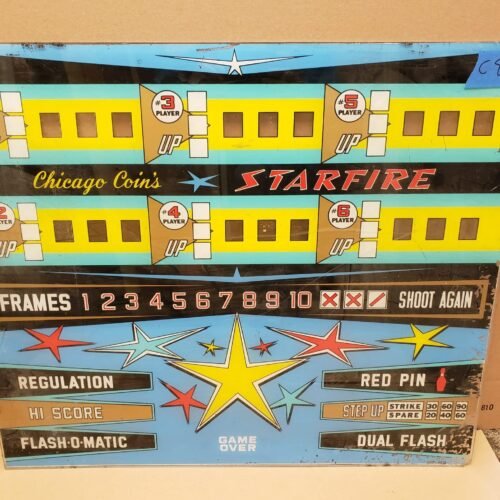 #3 PLAYER UP
#5 PLAYER UP
Chicago Coin's STARFIRE
2 PLAYER UP
#4 PLAYER UP
#6 PLAYER UP
FRAMES 1 2 3 4 5 6 7 8 9 10 X X / SHOOT AGAIN
REGULATION
RED PIN
HI SCORE
STEP UP STRIKE 30 60 90
SPARE 20 40 60
FLASH-O-MATIC
GAME OVER
DUAL FLASH